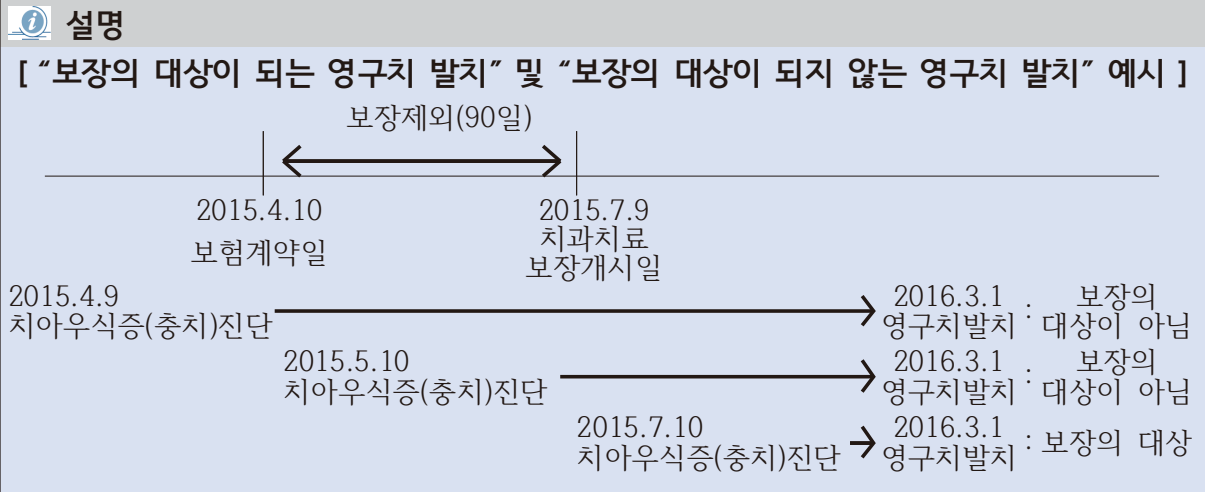 설명
[ “보장의 대상이 되는 영구치 발치” 및 “보장의 대상이 되지 않는 영구치 발치” 예시 ]
보장제외(90일)
2015.4.10
보험계약일
2015.7.9
치과치료
보장개시일
2015.4.9
치아우식증(충치)진단
2016.3.1
영구치발치
: 보장의
대상이 아님
2015.5.10
치아우식증(충치)진단
2016.3.1
영구치발치
: 보장의
대상이 아님
2015.7.10
치아우식증(충치)진단
2016.3.1
영구치발치
: 보장의 대상